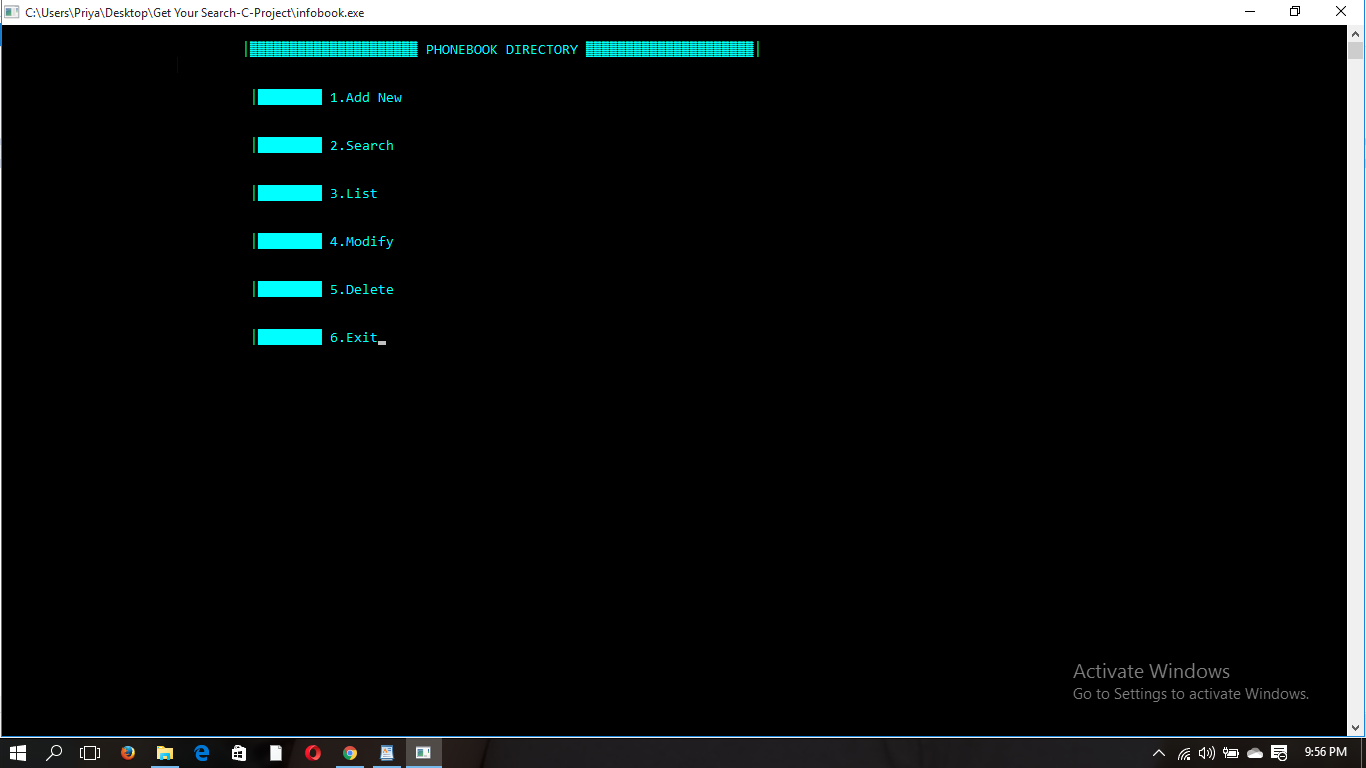 C:\Users\Priya\Desktop\Get Your Search-C-Project\infobook.exe
PHONEBOOK DIRECTORY
1.Add New
2.Search
3.List
4.Modify
5.Delete
6.Exit
Activate Windows
Go to Settings to activate Windows.
9:56 PM